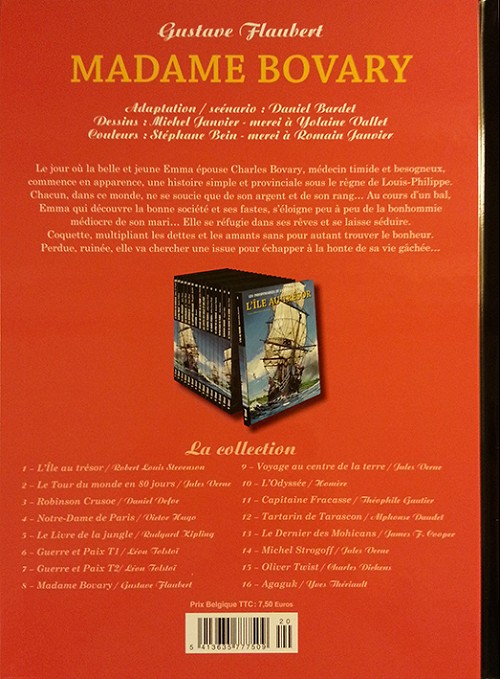 Gustave Flaubert
MADAME BOVARY
Adaptation / scénario : Daniel Bardet
Dessins : Michel Janvier - merci à Yolaine Vallet
Couleurs : Stéphane Bein - merci à Romain Janvier
Le jour où la belle et jeune Emma épouse Charles Bovary, médecin timide et besogneux,
commence en apparence, une histoire simple et provinciale sous le règne de Louis-Philippe.
Chacun, dans ce monde, ne se soucie que de son argent et de son rang... Au cours d'un bal,
Emma qui découvre la bonne société et ses fastes, s'éloigne peu à peu de la bonhommie
médiocre de son mari... Elle se réfugie dans ses rêves et se laisse séduire.
Coquette, multipliant les dettes et les amants sans pour autant trouver le bonheur.
Perdue, ruinée, elle va chercher une issue pour échapper à la honte de sa vie gâchée...
L'ÎLE AU TRÉSOR
La collection
1 - L'Île au trésor / Robert Louis Stevenson
2 - Le Tour du monde en 80 jours / Jules Verne
3 - Robinson Crusoe / Daniel Defoe
4 - Notre-Dame de Paris / Victor Hugo
5 - Le Livre de la jungle / Rudyard Kipling
6 - Guerre et Paix T1 / Léon Tolstoï
7 - Guerre et Paix T2 / Léon Tolstoï
8 - Madame Bovary / Gustave Flaubert
9 - Voyage au centre de la terre / Jules Verne
10 - L'Odyssée / Homère
11 - Capitaine Fracasse / Théophile Gautier
12 - Tartarin de Tarascon / Alphonse Daudet
13 - Le Dernier des Mohicans / James F. Cooper
14 - Michel Strogoff / Jules Verne
15 - Oliver Twist / Charles Dickens
16 - Agaguk / Yves Thériault
Prix Belgique TTC : 7,50 Euros
20
5 413635 777509